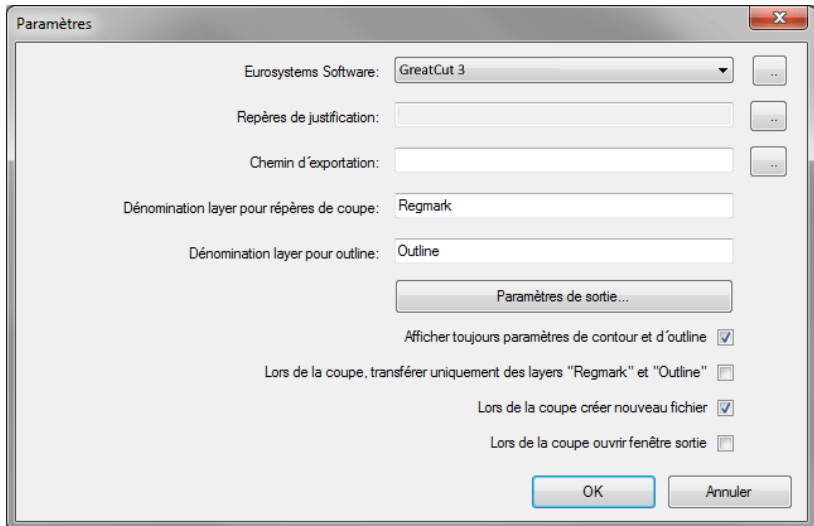 Paramètres
Eurosystems Software: GreatCut 3 ..
Repères de justification: ..
Chemin d´exportation: ..
Dénomination layer pour répères de coupe: Regmark
Dénomination layer pour outline: Outline
Paramètres de sortie...
Afficher toujours paramètres de contour et d´outline
Lors de la coupe, transférer uniquement des layers "Regmark" et "Outline"
Lors de la coupe créer nouveau fichier
Lors de la coupe ouvrir fenêtre sortie
OK Annuler